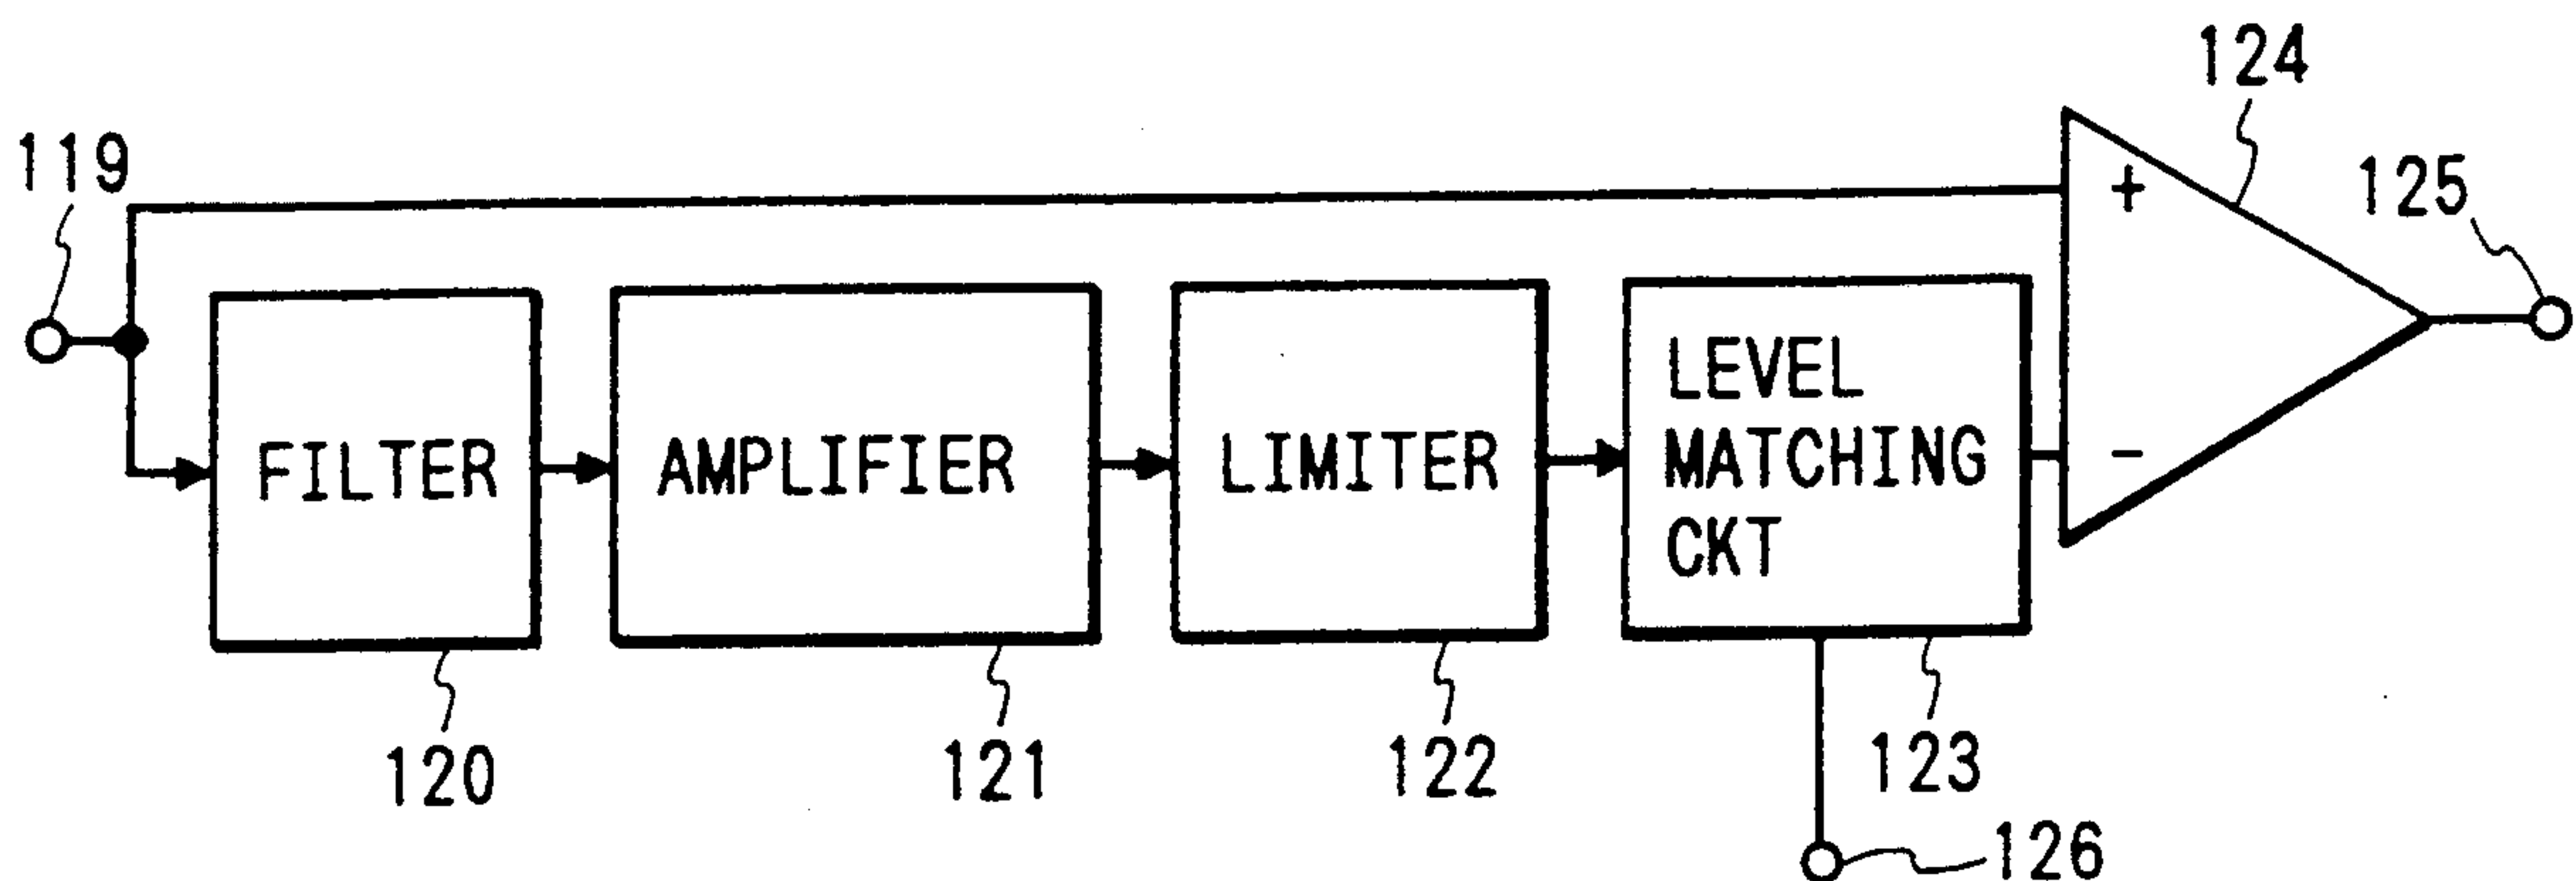 124
119
125
+
FILTER
AMPLIFIER
LIMITER
LEVEL
MATCHING
CKT
-
120
121
122
123
126